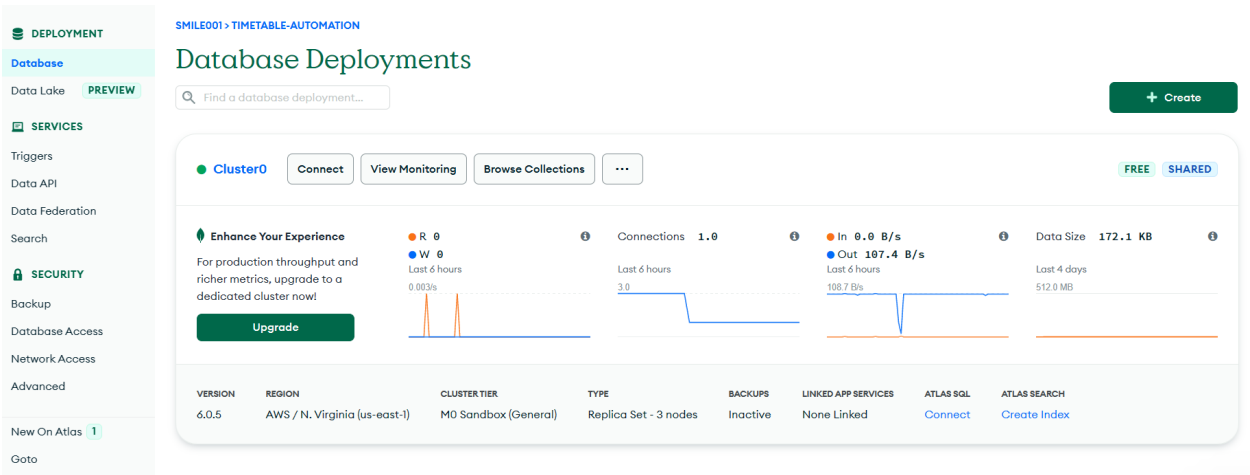 DEPLOYMENT
Database
Data Lake PREVIEW
SERVICES
Triggers
Data API
Data Federation
Search
SECURITY
Backup
Database Access
Network Access
Advanced
New On Atlas 1
Goto
SMILE001 > TIMETABLE-AUTOMATION
Database Deployments
Find a database deployment...
+ Create
Cluster0 Connect View Monitoring Browse Collections ... FREE SHARED
Enhance Your Experience
For production throughput and
richer metrics, upgrade to a
dedicated cluster now!
Upgrade
R 0
W 0
Last 6 hours
0.003/s
Connections 1.0
Last 6 hours
3.0
In 0.0 B/s
Out 107.4 B/s
Last 6 hours
108.7 B/s
Data Size 172.1 KB
Last 4 days
512.0 MB
VERSION REGION CLUSTER TIER TYPE BACKUPS LINKED APP SERVICES ATLAS SQL ATLAS SEARCH
6.0.5 AWS / N. Virginia (us-east-1) M0 Sandbox (General) Replica Set - 3 nodes Inactive None Linked Connect Create Index